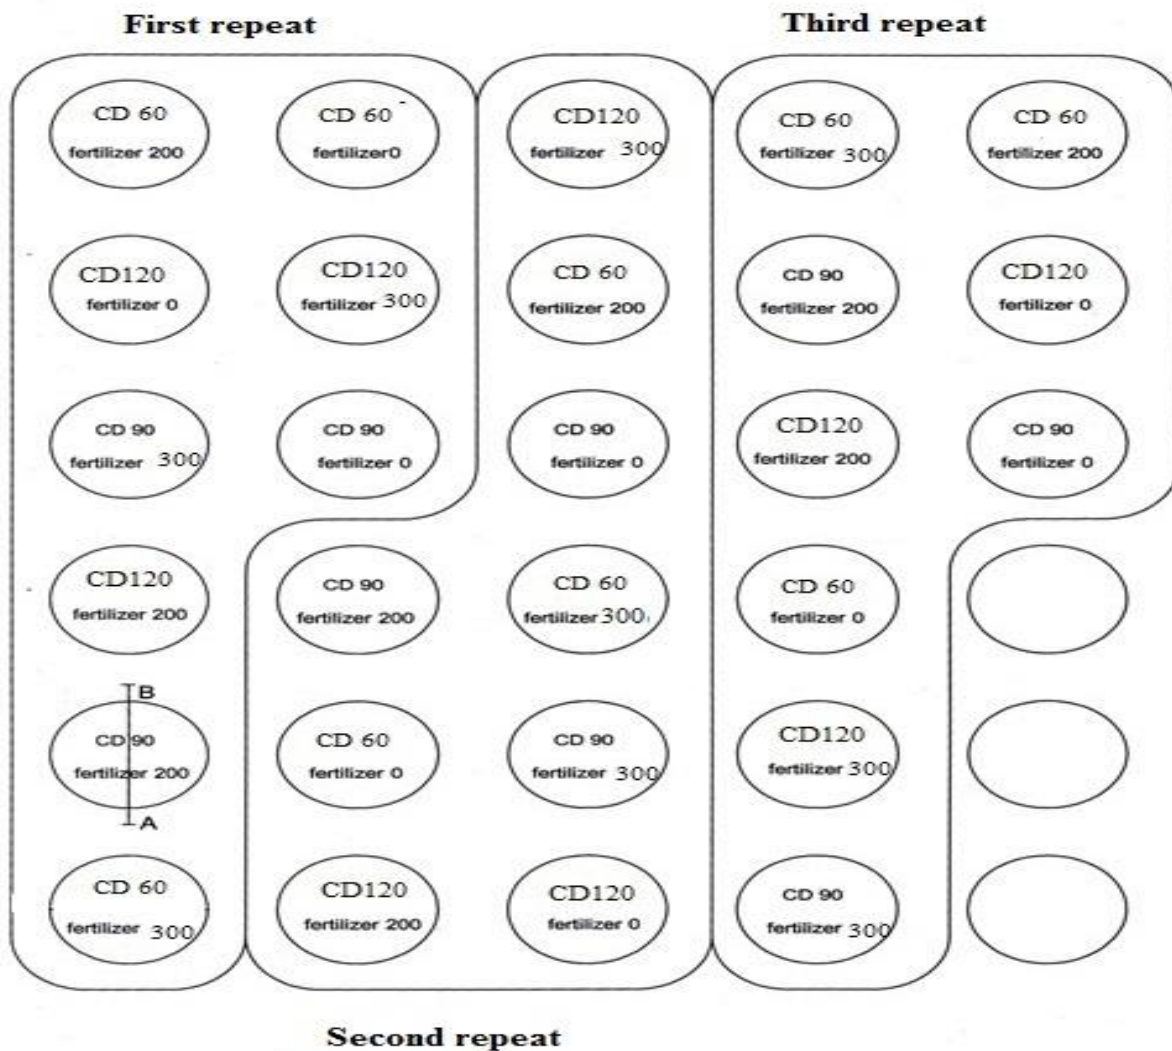 First repeat
Third repeat
CD 60
fertilizer 200
CD 60
fertilizer0
CD120
fertilizer 300
CD 60
fertilizer 300
CD 60
fertilizer 200
CD120
fertilizer 0
CD120
fertilizer 300
CD 60
fertilizer 200
CD 90
fertilizer 200
CD120
fertilizer 0
CD 90
fertilizer 300
CD 90
fertilizer 0
CD 90
fertilizer 0
CD120
fertilizer 200
CD 90
fertilizer 0
CD120
fertilizer 200
CD 90
fertilizer 200
CD 60
fertilizer 300
CD 60
fertilizer 0
B
CD 90
fertilizer 200
A
CD 60
fertilizer 0
CD 90
fertilizer 300
CD120
fertilizer 300
CD 60
fertilizer 300
CD120
fertilizer 200
CD120
fertilizer 0
CD 90
fertilizer 300
Second repeat